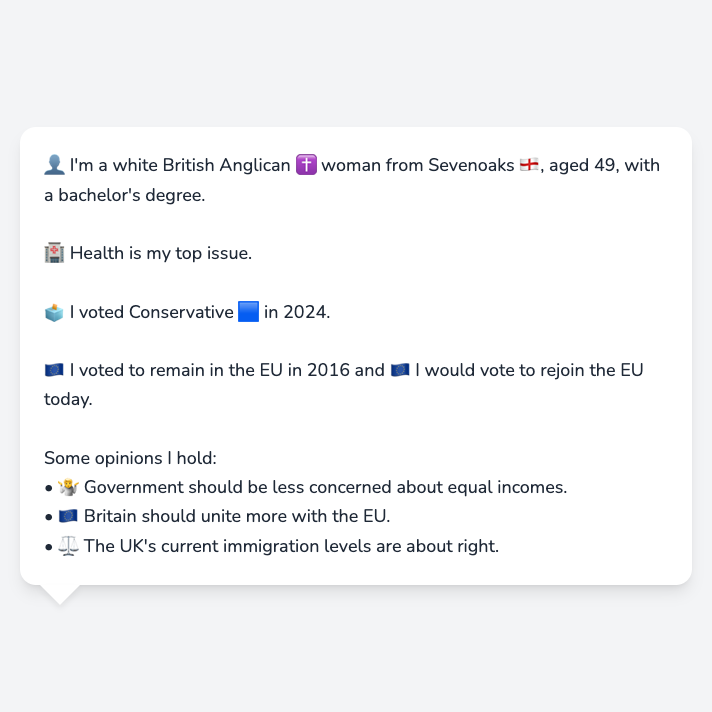 👤 I'm a white British Anglican ✝️ woman from Sevenoaks 🏴󠁧󠁢󠁥󠁮󠁧󠁿, aged 49, with
a bachelor's degree.
🏥 Health is my top issue.
🗳️ I voted Conservative 🟦 in 2024.
🇪🇺 I voted to remain in the EU in 2016 and 🇪🇺 I would vote to rejoin the EU
today.
Some opinions I hold:
• 🤷 Government should be less concerned about equal incomes.
• 🇪🇺 Britain should unite more with the EU.
• ⚖️ The UK's current immigration levels are about right.